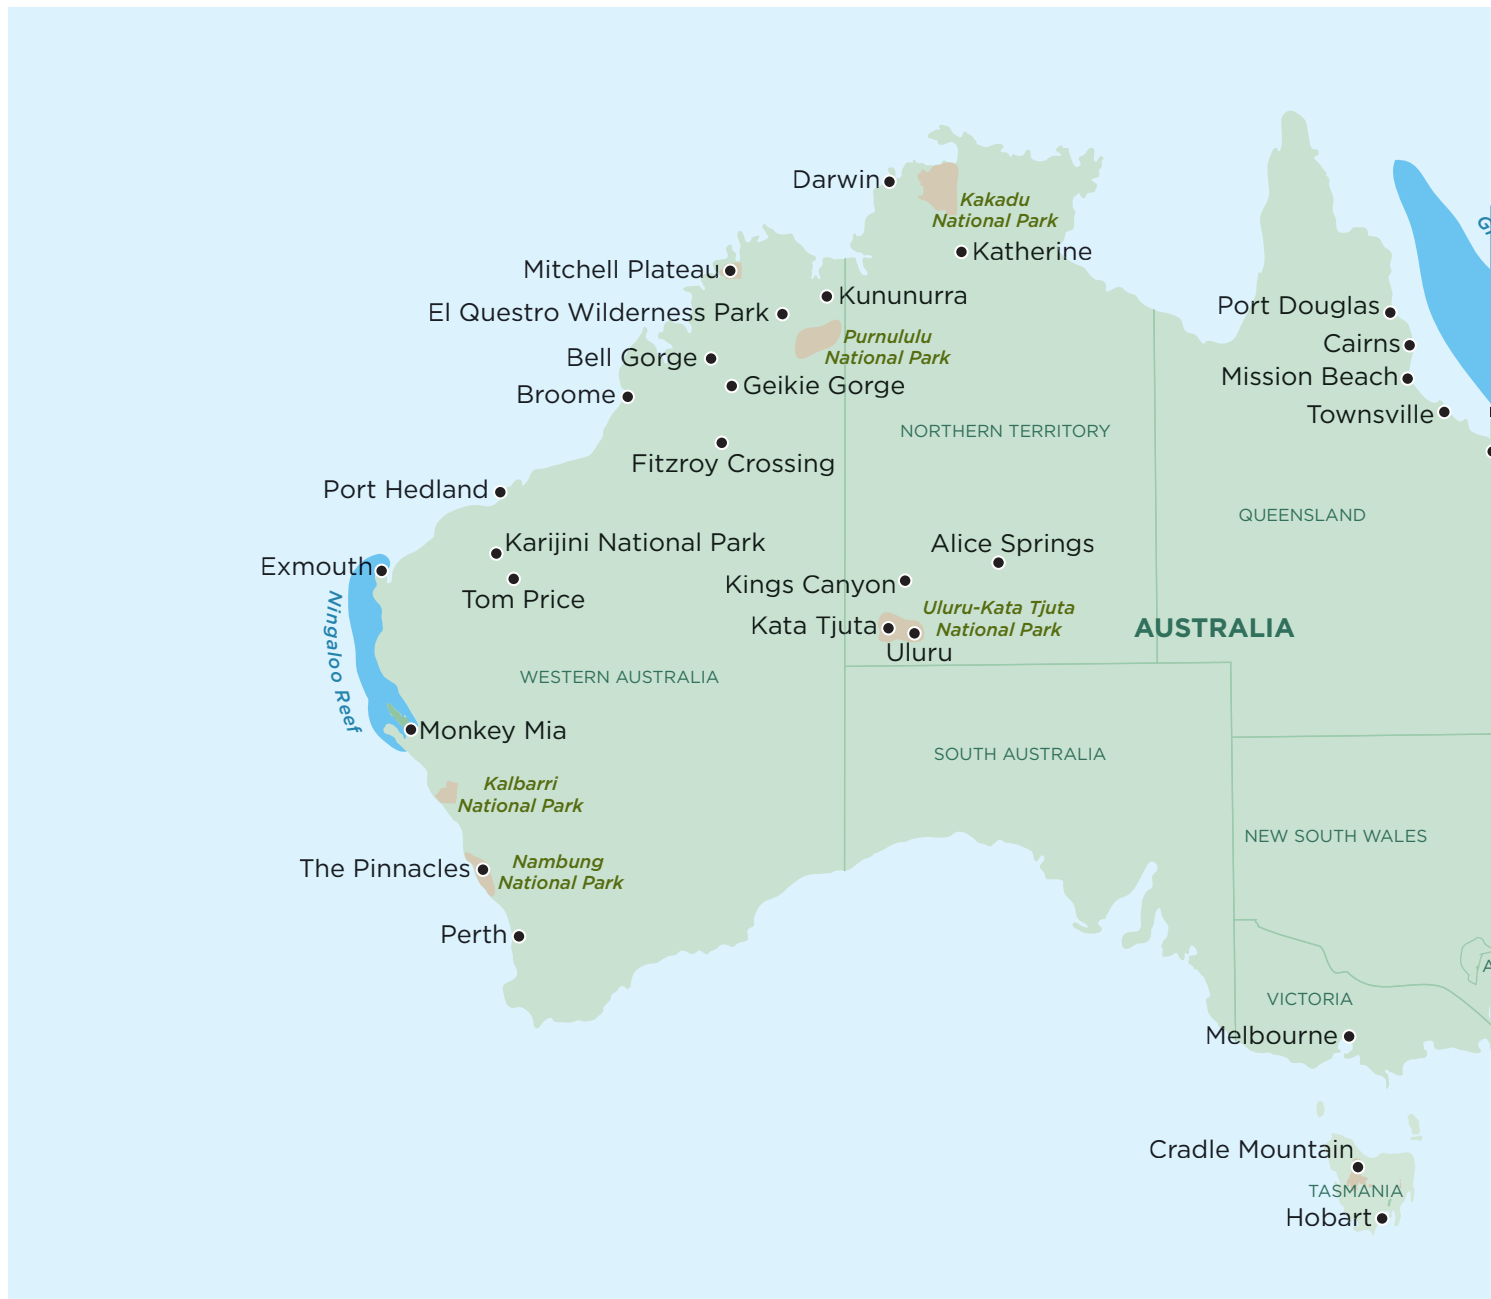 Darwin
Kakadu
National Park
Katherine
Mitchell Plateau
Kununurra
El Questro Wilderness Park
Port Douglas
Purnululu
National Park
Cairns
Bell Gorge
Mission Beach
Geikie Gorge
Broome
Townsville
NORTHERN TERRITORY
Fitzroy Crossing
Port Hedland
QUEENSLAND
Karijini National Park
Alice Springs
Exmouth
Kings Canyon
Tom Price
Uluru-Kata Tjuta
National Park
Kata Tjuta
AUSTRALIA
Uluru
Ningaloo Reef
WESTERN AUSTRALIA
Monkey Mia
SOUTH AUSTRALIA
Kalbarri
National Park
NEW SOUTH WALES
The Pinnacles
Nambung
National Park
Perth
VICTORIA
Melbourne
Cradle Mountain
TASMANIA
Hobart